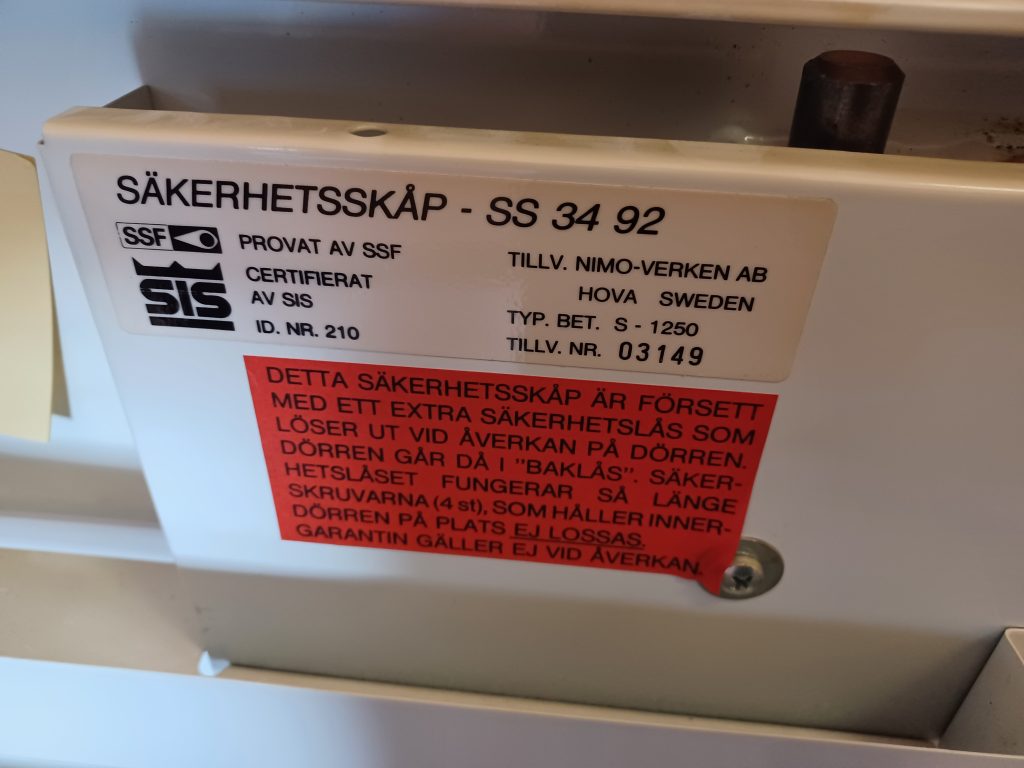 SÄKERHETSSKÅP - SS 34 92
SSF
PROVAT AV SSF
SIS
CERTIFIERAT
AV SIS
ID. NR. 210
TILLV. NIMO-VERKEN AB
HOVA SWEDEN
TYP. BET. S - 1250
TILLV. NR. 03149
DETTA SÄKERHETSSKÅP ÄR FÖRSETT
MED ETT EXTRA SÄKERHETSLÅS SOM
LÖSER UT VID ÅVERKAN PÅ DÖRREN.
DÖRREN GÅR DÅ I "BAKLÅS". SÄKER-
HETSLÅSET FUNGERAR SÅ LÄNGE
SKRUVARNA (4 st), SOM HÅLLER INNER-
DÖRREN PÅ PLATS EJ LOSSAS.
GARANTIN GÄLLER EJ VID ÅVERKAN.